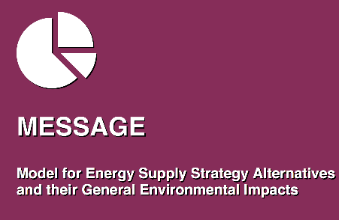 MESSAGE
Model for Energy Supply Strategy Alternatives
and their General Environmental Impacts